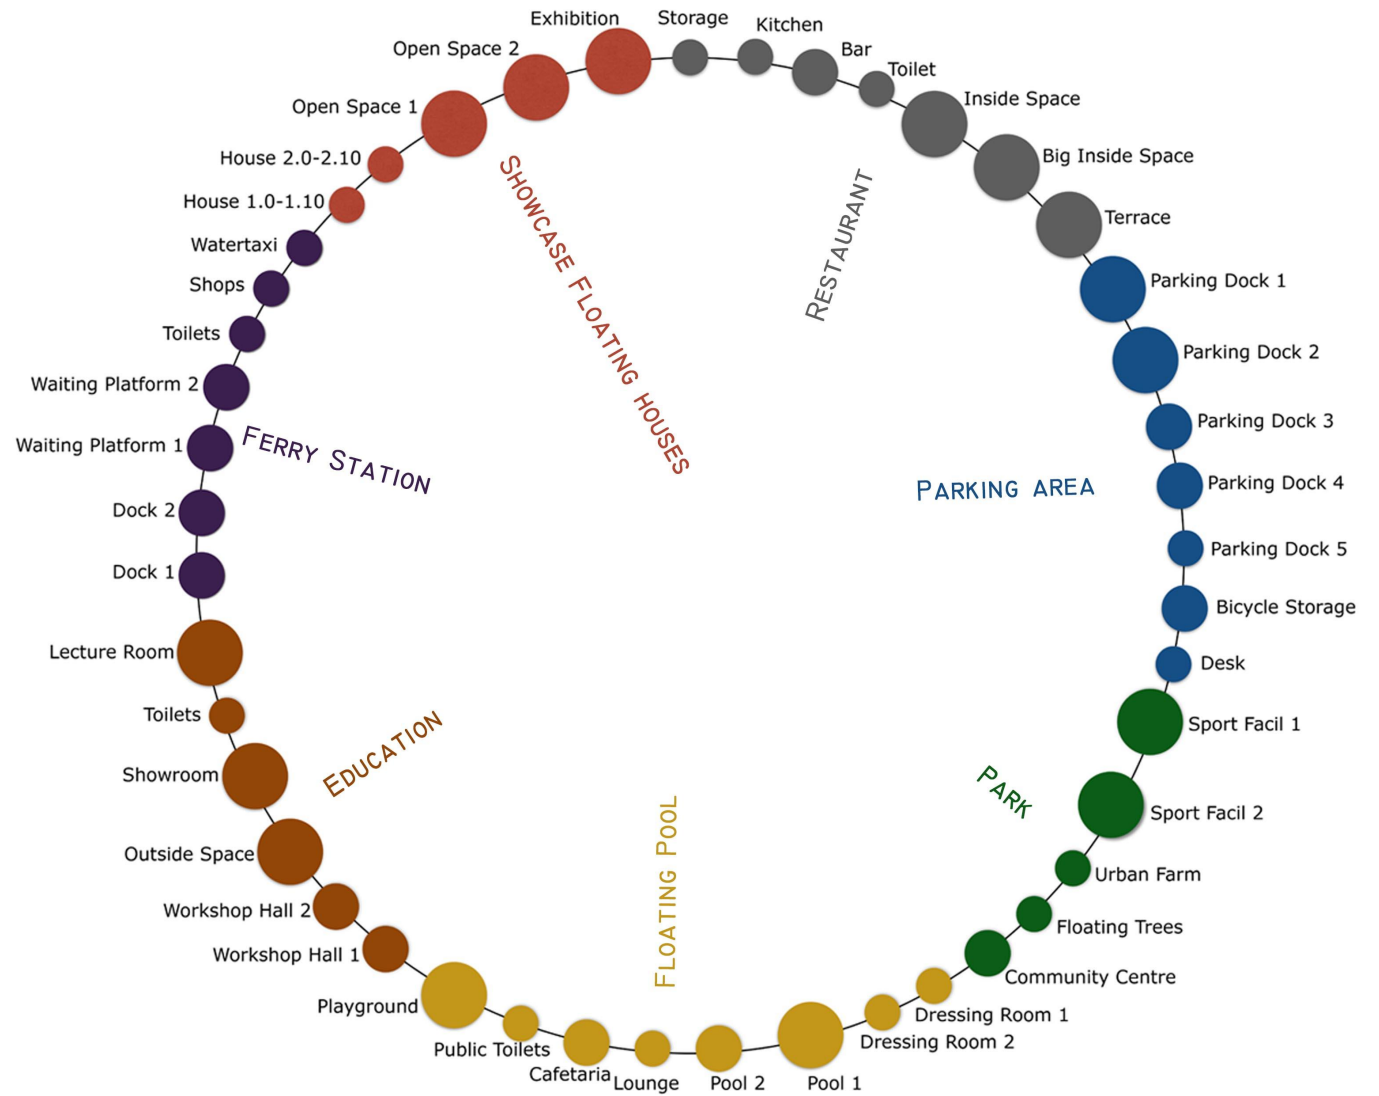 Exhibition
Storage
Kitchen
Bar
Toilet
Inside Space
Big Inside Space
Terrace
Parking Dock 1
Parking Dock 2
Parking Dock 3
Parking Dock 4
Parking Dock 5
Bicycle Storage
Desk
Sport Facil 1
Sport Facil 2
Urban Farm
Floating Trees
Community Centre
Dressing Room 1
Dressing Room 2
Pool 1
Pool 2
Lounge
Cafetaria
Public Toilets
Playground
Workshop Hall 1
Workshop Hall 2
Outside Space
Showroom
Toilets
Lecture Room
Dock 1
Dock 2
Waiting Platform 1
Waiting Platform 2
Toilets
Shops
Watertaxi
House 1.0-1.10
House 2.0-2.10
Open Space 1
Open Space 2
SHOWCASE FLOATING HOUSES
RESTAURANT
PARKING AREA
PARK
FLOATING POOL
EDUCATION
FERRY STATION